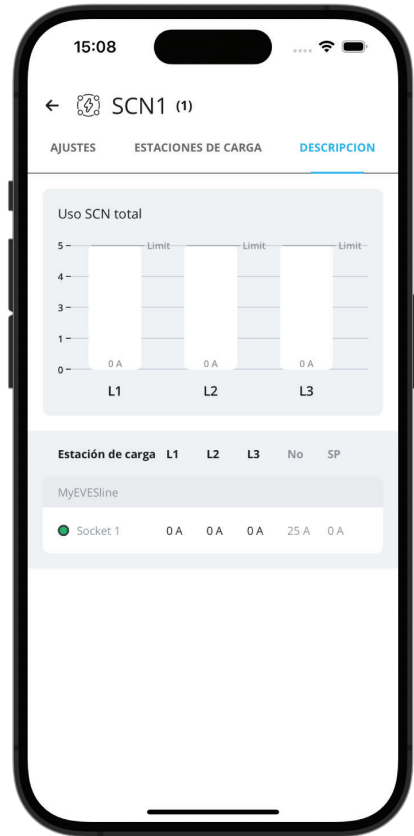 15:08
SCN1 (1)
AJUSTES ESTACIONES DE CARGA DESCRIPCION
Uso SCN total
5 Limit Limit Limit
4
3
1
0 0 A 0 A 0 A
L1 L2 L3
Estación de carga L1 L2 L3 No SP
MyEVESline
Socket 1 0 A 0 A 0 A 25 A 0 A